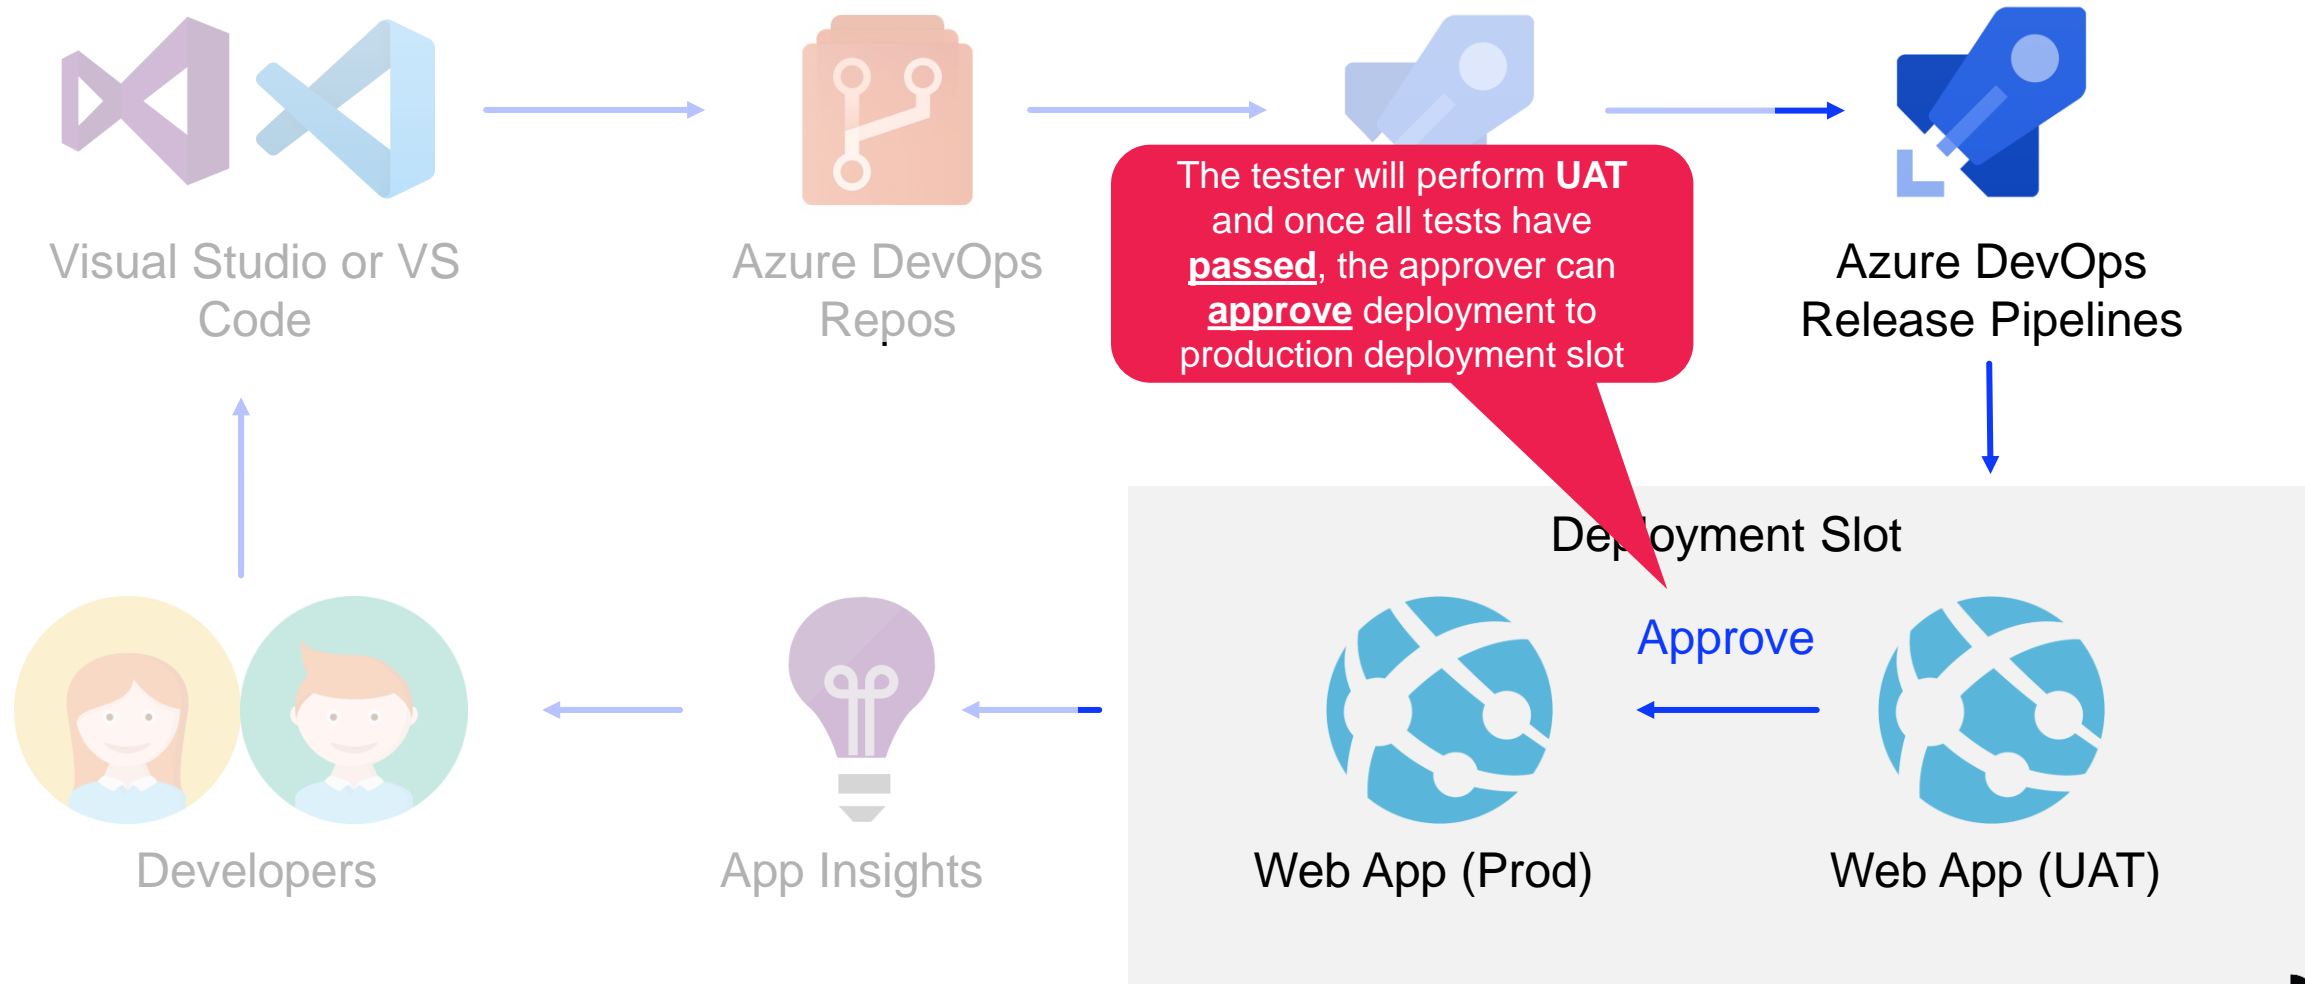 Visual Studio or VS
Code
Azure DevOps
Repos
The tester will perform UAT
and once all tests have
passed, the approver can
approve deployment to
production deployment slot
Azure DevOps
Release Pipelines
Deployment Slot
Approve
Developers
App Insights
Web App (Prod)
Web App (UAT)